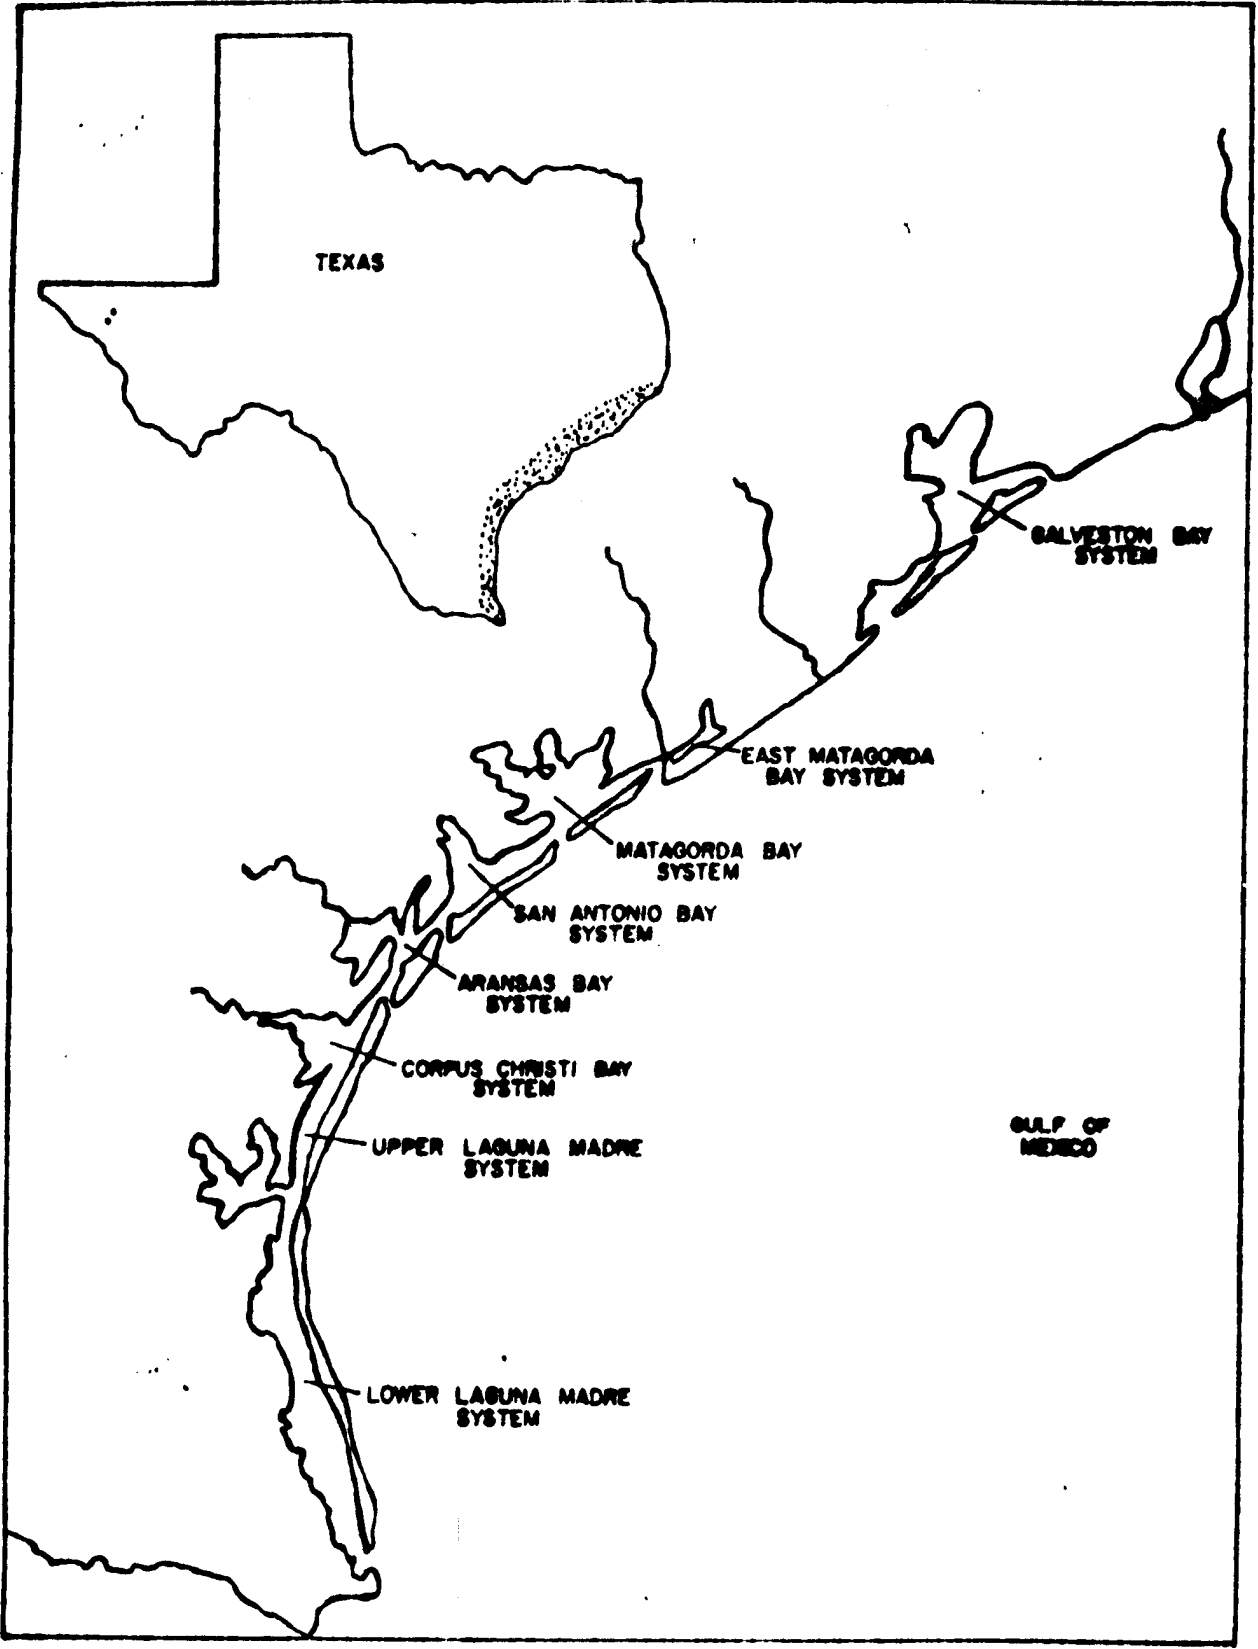 TEXAS
GALVESTON BAY
SYSTEM
EAST MATAGORDA
BAY SYSTEM
MATAGORDA BAY
SYSTEM
SAN ANTONIO BAY
SYSTEM
ARANSAS BAY
SYSTEM
CORPUS CHRISTI BAY
SYSTEM
GULF OF
MEXICO
UPPER LAGUNA MADRE
SYSTEM
LOWER LAGUNA MADRE
SYSTEM